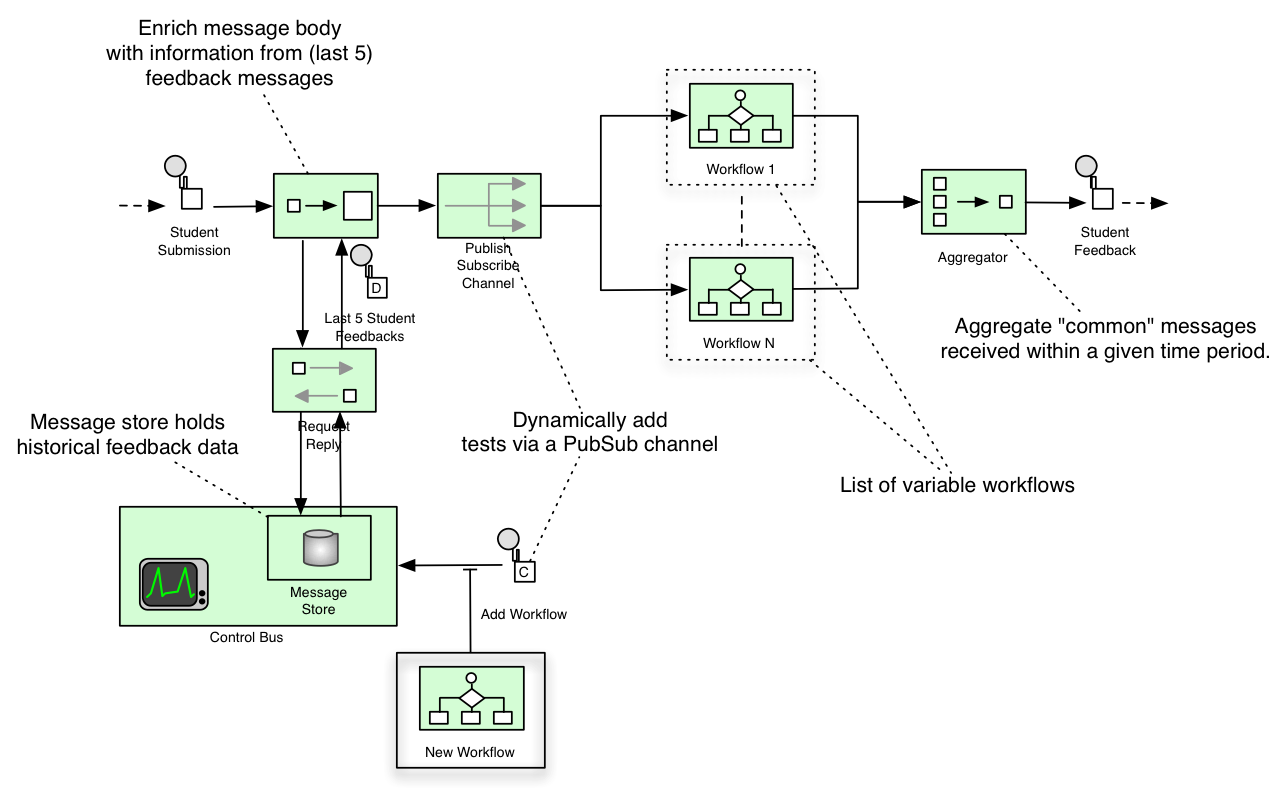 Enrich message body
with information from (last 5)
feedback messages
Workflow 1
Student
Submission
Publish
Subscribe
Channel
Aggregator
Student
Feedback
D
Last 5 Student
Feedbacks
Workflow N
Aggregate "common" messages
received within a given time period.
Message store holds
historical feedback data
Request
Reply
Dynamically add
tests via a PubSub channel
List of variable workflows
C
Message
Store
Add Workflow
Control Bus
New Workflow